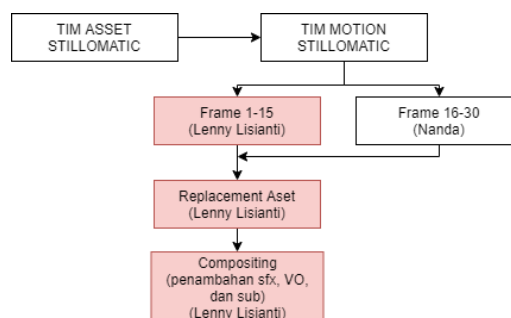 TIM ASSET
STILLOMATIC
TIM MOTION
STILLOMATIC
Frame 1-15
(Lenny Lisianti)
Frame 16-30
(Nanda)
Replacement Aset
(Lenny Lisianti)
Compositing
(penambahan sfx, VO,
dan sub)
(Lenny Lisianti)